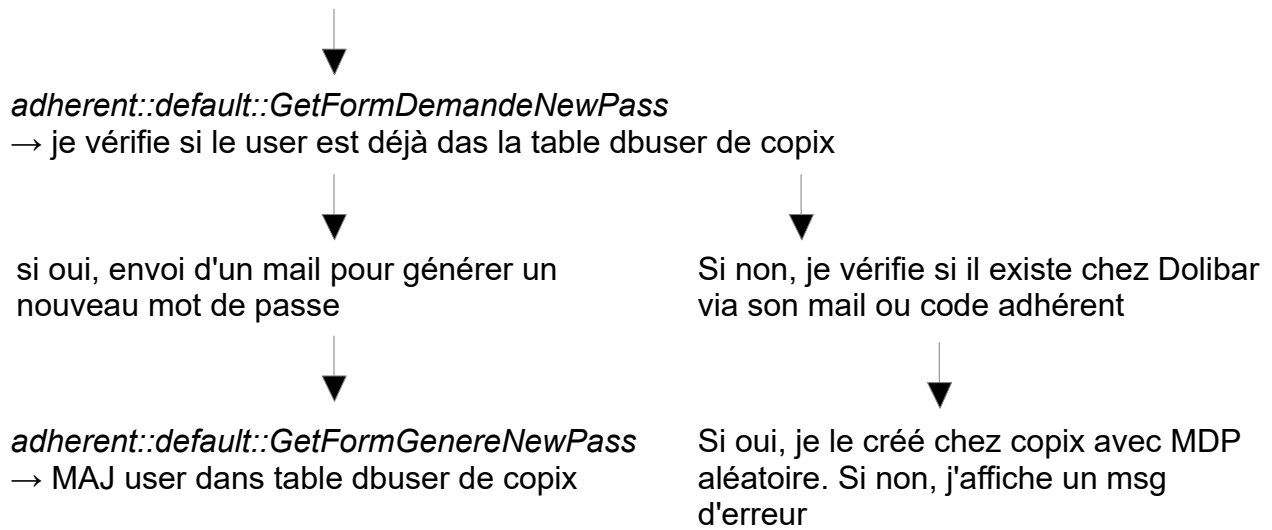 adherent::default::GetFormDemandeNewPass
→ je vérifie si le user est déjà das la table dbuser de copix
si oui, envoi d'un mail pour générer un
nouveau mot de passe
Si non, je vérifie si il existe chez Dolibar
via son mail ou code adhérent
adherent::default::GetFormGenereNewPass
→ MAJ user dans table dbuser de copix
Si oui, je le créé chez copix avec MDP
aléatoire. Si non, j'affiche un msg
d'erreur